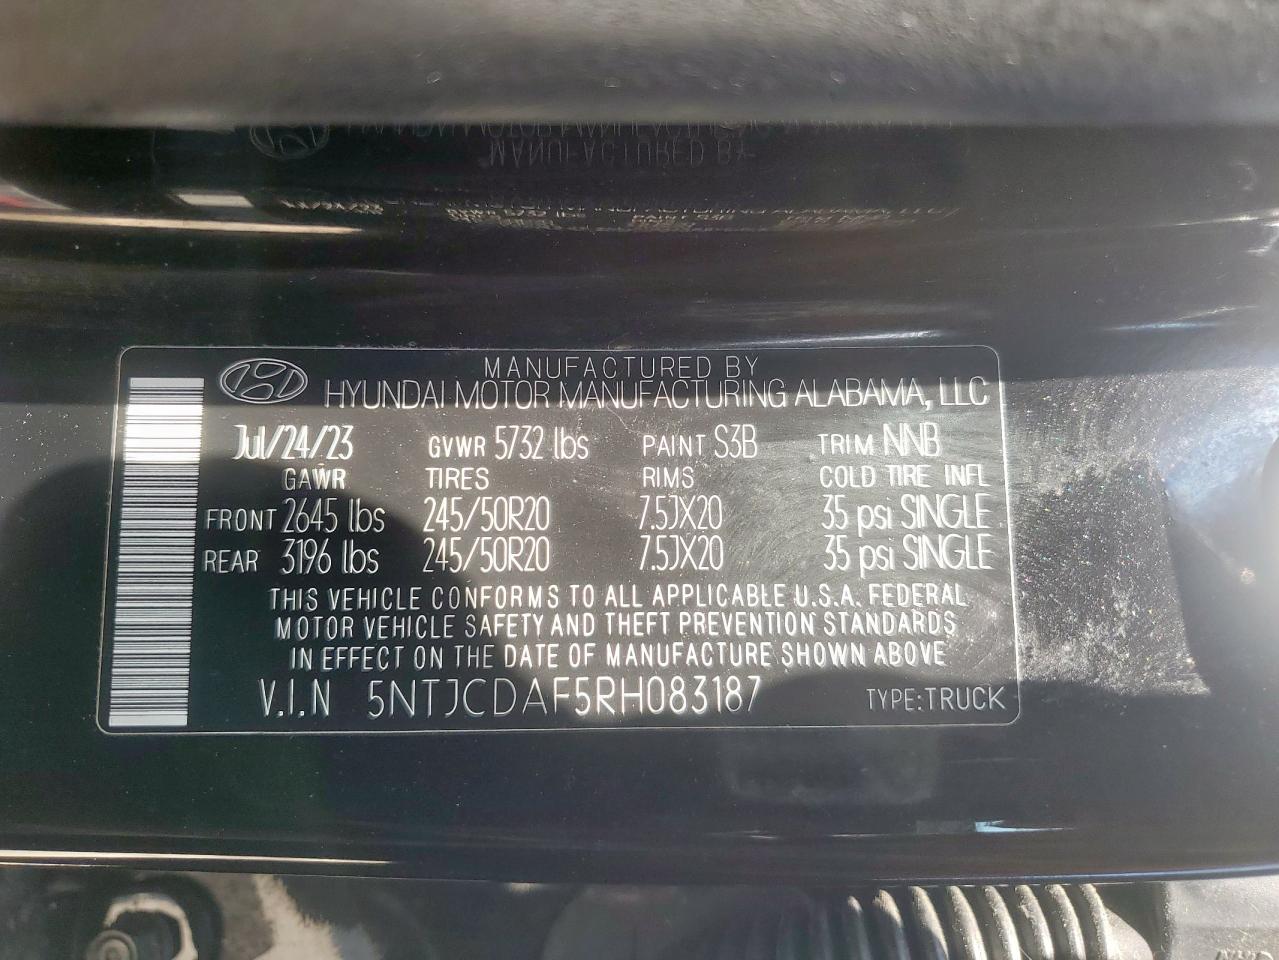 MANUFACTURED BY
HYUNDAI MOTOR MANUFACTURING ALABAMA, LLC
Jul/24/23 GVWR 5732 lbs PAINT S3B TRIM NNB
GAWR TIRES RIMS COLD TIRE INFL
FRONT 2645 lbs 245/50R20 7.5JX20 35 psi SINGLE
REAR 3196 lbs 245/50R20 7.5JX20 35 psi SINGLE
THIS VEHICLE CONFORMS TO ALL APPLICABLE U.S.A. FEDERAL
MOTOR VEHICLE SAFETY AND THEFT PREVENTION STANDARDS
IN EFFECT ON THE DATE OF MANUFACTURE SHOWN ABOVE
V.I.N 5NTJCDAF5RH083187 TYPE:TRUCK